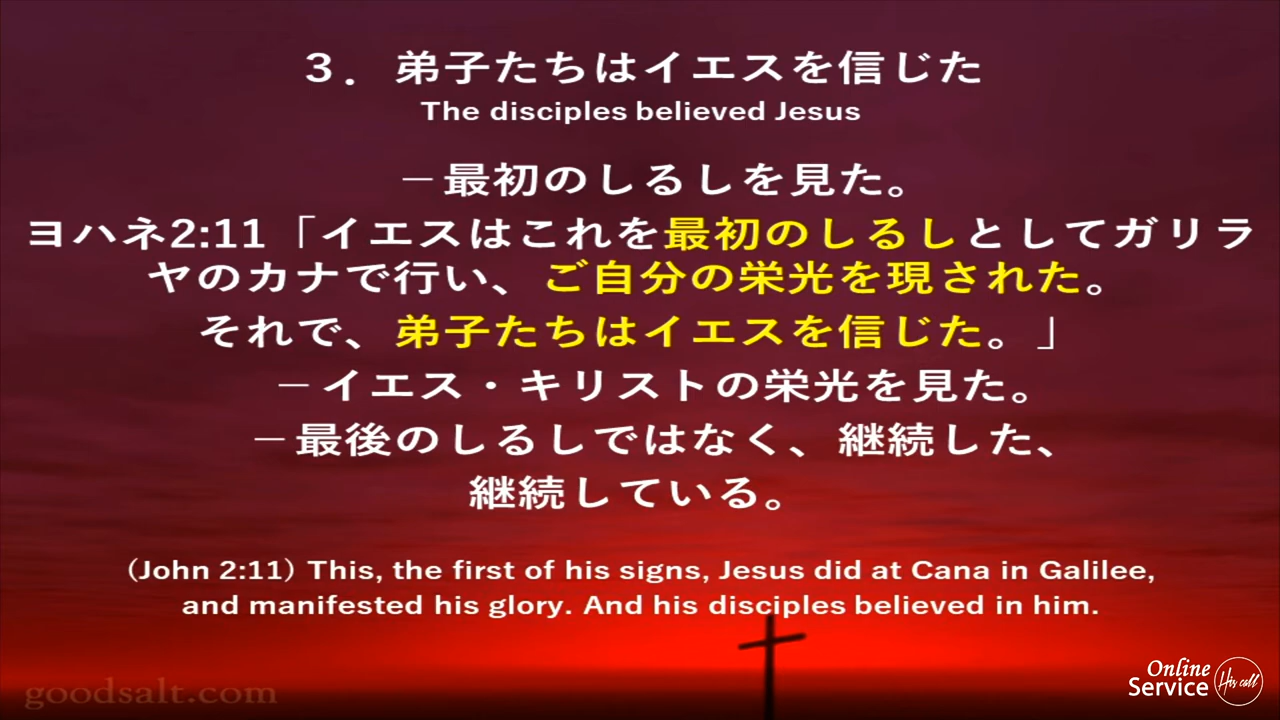 ３．弟子たちはイエスを信じた
The disciples believed Jesus
－最初のしるしを見た。
ヨハネ2:11「イエスはこれを最初のしるしとしてガリラ
ヤのカナで行い、ご自分の栄光を現された。
それで、弟子たちはイエスを信じた。」
－イエス・キリストの栄光を見た。
－最後のしるしではなく、継続した、
継続している。
（John 2:11）This, the first of his signs, Jesus did at Cana in Galilee,
and manifested his glory. And his disciples believed in him.
goodsalt.com
Online
Service
His call